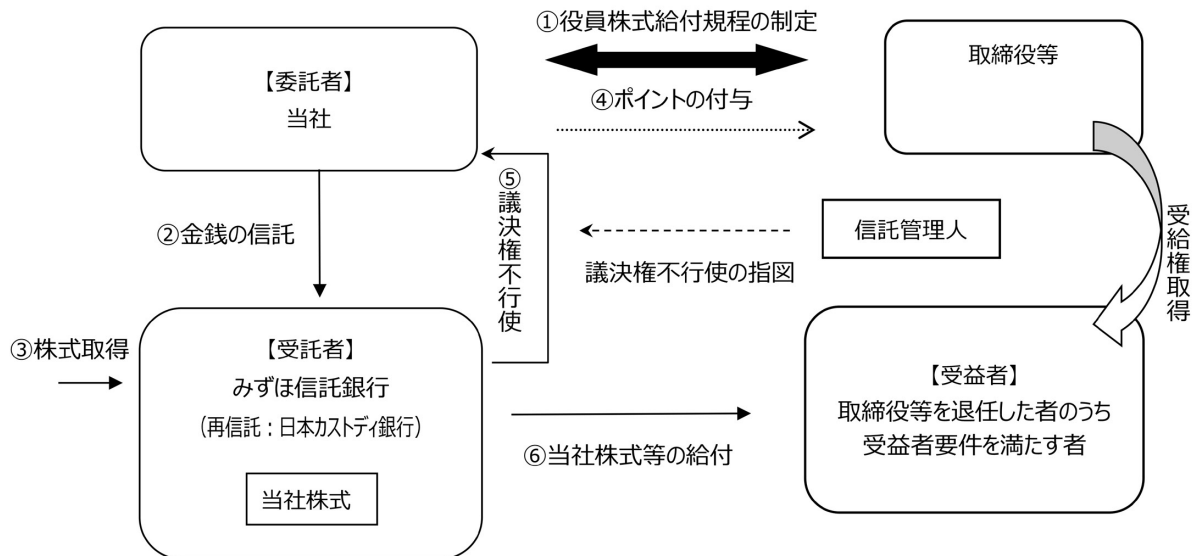 ①役員株式給付規程の制定
【委託者】
当社
取締役等
④ポイントの付与
⑤議決権不行使
②金銭の信託
信託管理人
議決権不行使の指図
受給権取得
③株式取得
【受託者】
みずほ信託銀行
（再信託：日本カストディ銀行）
当社株式
⑥当社株式等の給付
【受益者】
取締役等を退任した者のうち
受益者要件を満たす者